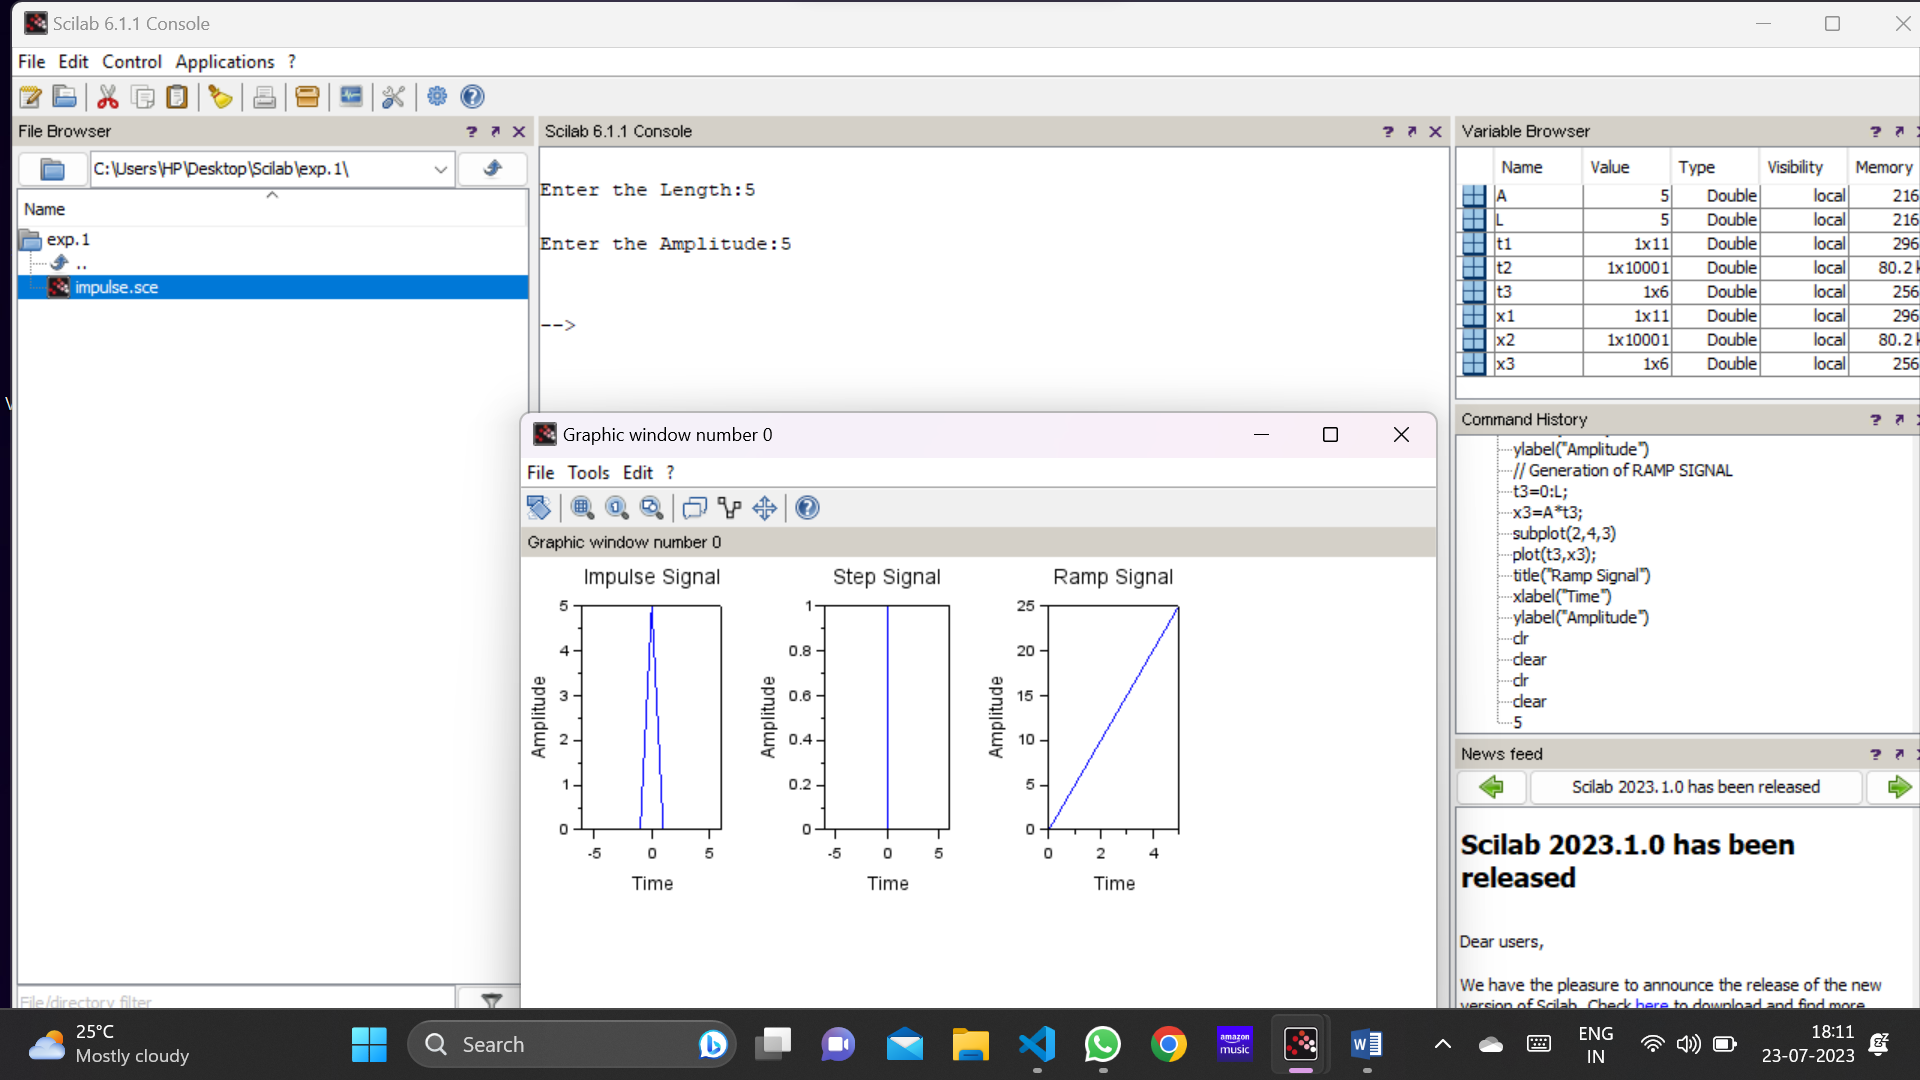 Scilab 6.1.1 Console
File Edit Control Applications ?
File Browser
C:\Users\HP\Desktop\Scilab\exp.1\
Name
exp.1
..
impulse.sce
File/directory filter
Scilab 6.1.1 Console
Enter the Length:5
Enter the Amplitude:5
-->
Variable Browser
Name Value Type Visibility Memory
A 5 Double local 216
L 5 Double local 216
t1 1x11 Double local 296
t2 1x10001 Double local 80.2 k
t3 1x6 Double local 256
x1 1x11 Double local 296
x2 1x10001 Double local 80.2 k
x3 1x6 Double local 256
Command History
ylabel("Amplitude")
// Generation of RAMP SIGNAL
t3=0:L;
x3=A*t3;
subplot(2,4,3)
plot(t3,x3);
title("Ramp Signal")
xlabel("Time")
ylabel("Amplitude")
clr
clear
clr
clear
5
News feed
Scilab 2023.1.0 has been released
Scilab 2023.1.0 has been
released
Dear users,
We have the pleasure to announce the release of the new
version of Scilab. Check here to download and find more
Graphic window number 0
File Tools Edit ?
Graphic window number 0
Impulse Signal
5
4
3
2
1
0
Amplitude
-5 0 5
Time
Step Signal
1
0.8
0.6
0.4
0.2
0
Amplitude
-5 0 5
Time
Ramp Signal
25
20
15
10
5
0
Amplitude
0 2 4
Time
25°C
Mostly cloudy
Search
amazon
music
ENG
IN
18:11
23-07-2023